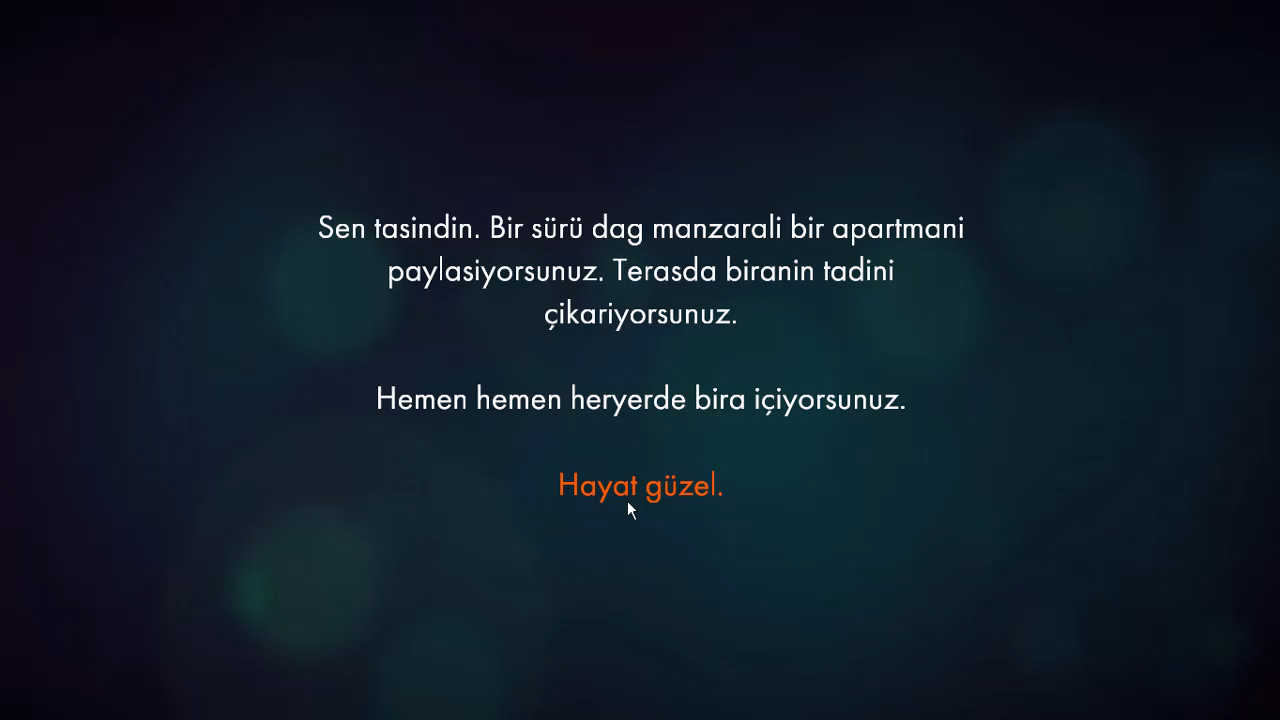 Sen tasindin. Bir sürü dag manzarali bir apartmani
paylasiyorsunuz. Terasda biranin tadini
çikariyorsunuz.
Hemen hemen heryerde bira içiyorsunuz.
Hayat güzel.